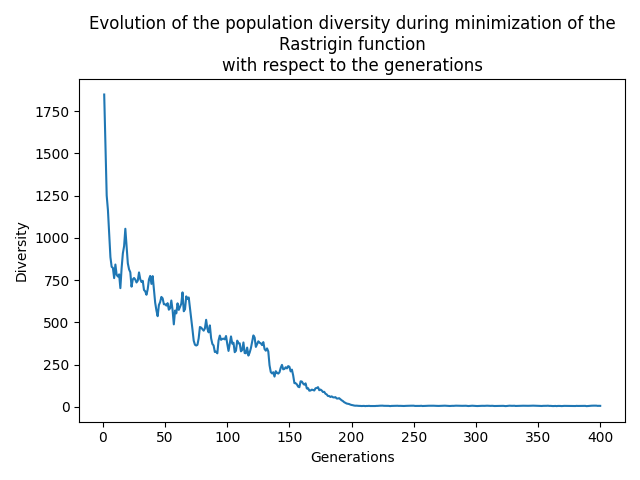 Evolution of the population diversity during minimization of the
Rastrigin function
with respect to the generations
1750
1500
1250
1000
750
500
250
0
Diversity
0 50 100 150 200 250 300 350 400
Generations